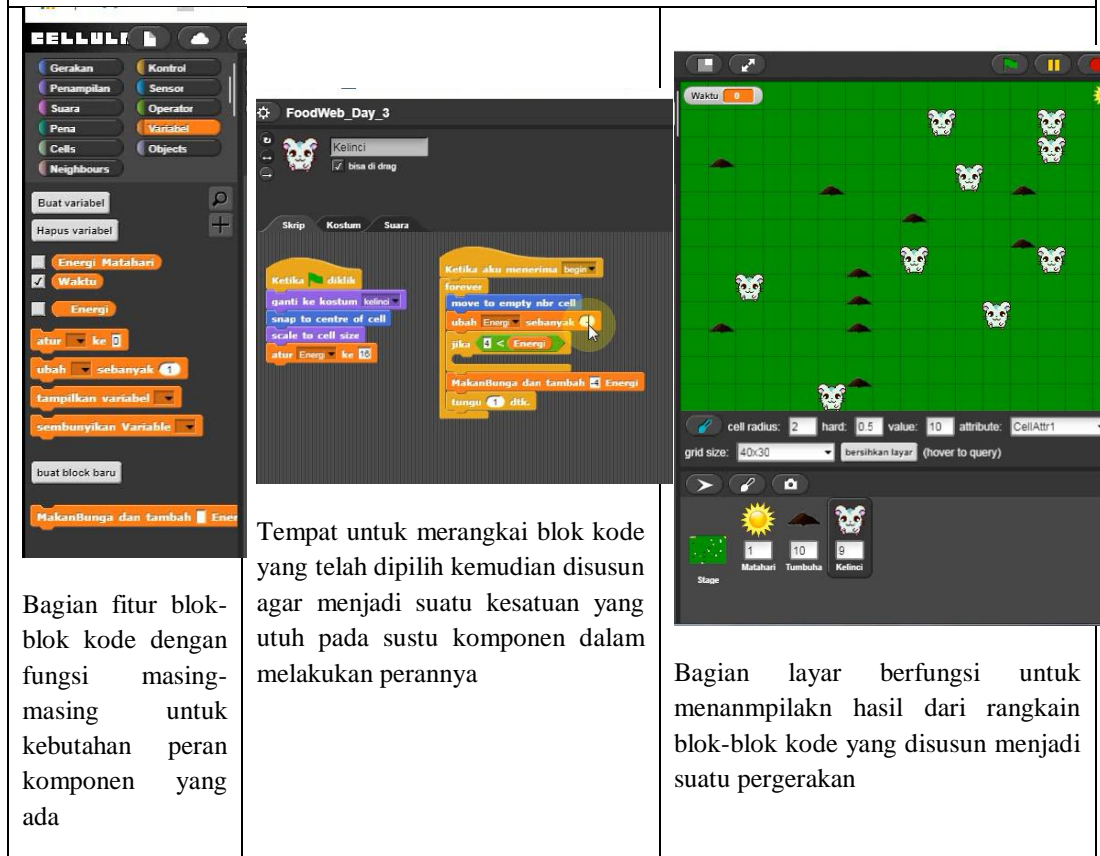 CELLULA
Gerakan Kontrol
Penampilan Sensor
Suara Operator
Pena Variabel
Cells Objects
Neighbours
Buat variabel
Hapus variabel
Energi Matahari
Waktu
Energi
atur ke 0
ubah sebanyak 1
tampilkan variabel
sembunyikan Variable
buat block baru
MakanBunga dan tambah Ener
Bagian fitur blok-
blok kode dengan
fungsi masing-
masing untuk
kebutahan peran
komponen yang
ada
FoodWeb_Day_3
Kelinci
bisa di drag
Skrip Kostum Suara
Ketika diklik
ganti ke kostum kelinci
snap to centre of cell
scale to cell size
atur Energi ke 16
Ketika aku menerima begin
forever
move to empty nbr cell
ubah Energi sebanyak
jika 4 < Energi
MakanBunga dan tambah -4 Energi
tungu 1 dtk.
Tempat untuk merangkai blok kode
yang telah dipilih kemudian disusun
agar menjadi suatu kesatuan yang
utuh pada sustu komponen dalam
melakukan perannya
Waktu 0
cell radius: 2 hard: 0.5 value: 10 attribute: CellAttr1
grid size: 40x30 bersihkan layar (hover to query)
1 10 9
Matahari Tumbuha Kelinci
Stage
Bagian layar berfungsi untuk
menanmpilakn hasil dari rangkain
blok-blok kode yang disusun menjadi
suatu pergerakan